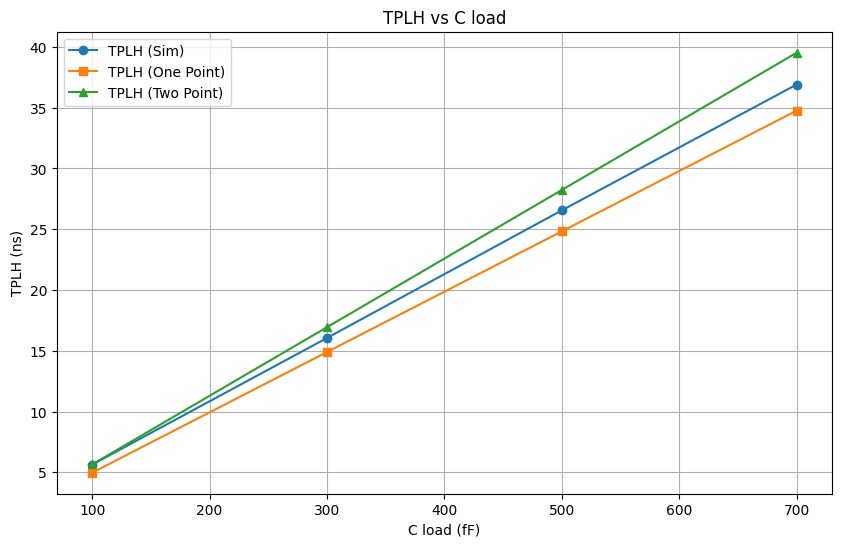 TPLH vs C load
TPLH (Sim)
TPLH (One Point)
TPLH (Two Point)
40
35
30
25
20
15
10
5
TPLH (ns)
100
200
300
400
500
600
700
C load (fF)